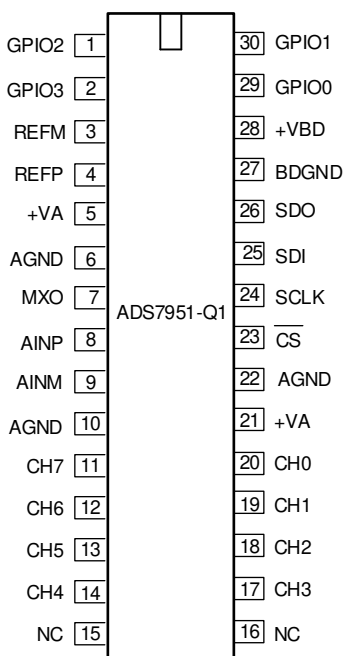 GPIO2 1 30 GPIO1
GPIO3 2 29 GPIO0
REFM 3 28 +VBD
REFP 4 27 BDGND
+VA 5 26 SDO
AGND 6 25 SDI
MXO 7 24 SCLK
ADS7951-Q1
AINP 8 23 CS
AINM 9 22 AGND
AGND 10 21 +VA
CH7 11 20 CH0
CH6 12 19 CH1
CH5 13 18 CH2
CH4 14 17 CH3
NC 15 16 NC